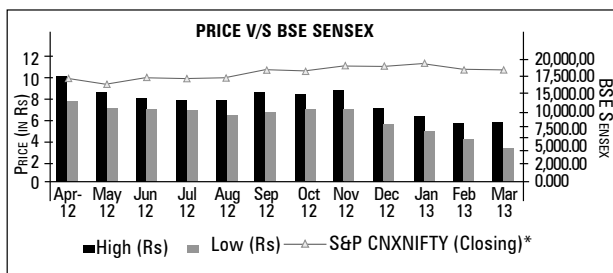 PRICE V/S BSE SENSEX
PRICE (IN RS)
12
10
8
6
4
2
0
20,000,00
17,500.00
15,000.00
12,500.00
10,000.00
7,500.00
5,000.00
2,000.00
0.000
BSE SENSEX
Apr- May Jun Jul Aug Sep Oct Nov Dec Jan Feb Mar
12 12 12 12 12 12 12 12 12 13 13 13
High (Rs) Low (Rs) S&P CNXNIFTY (Closing)*